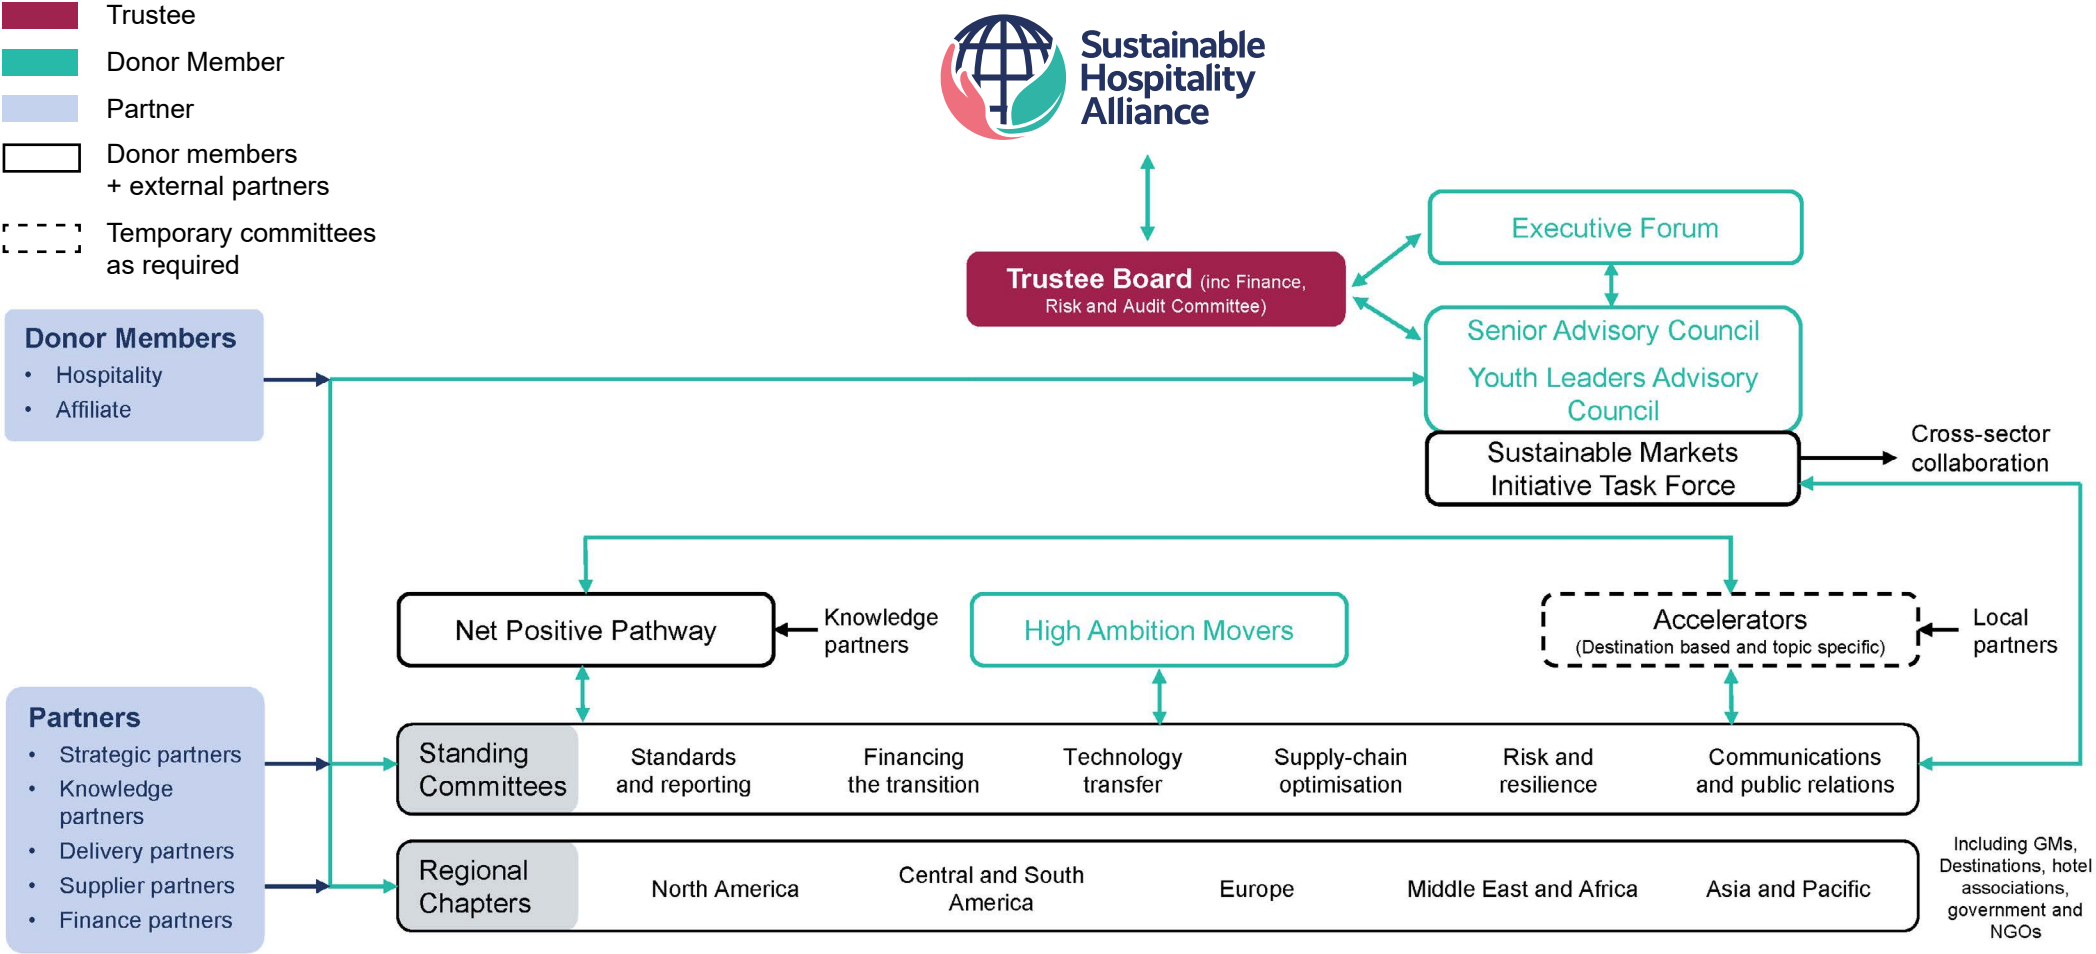 Trustee
Donor Member
Partner
Donor members
+ external partners
Temporary committees
as required
Sustainable
Hospitality
Alliance
Executive Forum
Trustee Board (inc Finance,
Risk and Audit Committee)
Senior Advisory Council
Youth Leaders Advisory
Council
Donor Members
• Hospitality
• Affiliate
Sustainable Markets
Initiative Task Force
Cross-sector
collaboration
Net Positive Pathway
Knowledge
partners
High Ambition Movers
Accelerators
(Destination based and topic specific)
Local
partners
Partners
• Strategic partners
• Knowledge
partners
• Delivery partners
• Supplier partners
• Finance partners
Standing
Committees
Standards
and reporting
Financing
the transition
Technology
transfer
Supply-chain
optimisation
Risk and
resilience
Communications
and public relations
Regional
Chapters
North America
Central and South
America
Europe
Middle East and Africa
Asia and Pacific
Including GMs,
Destinations, hotel
associations,
government and
NGOs